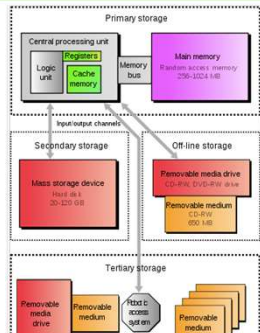 Primary storage
Central processing unit
Logic
unit
Registers
Cache
memory
Memory
bus
Main memory
Random access memory
256-1024 MB
Input/output channels
Secondary storage
Mass storage device
Hard disk
20-120 GB
Off-line storage
Removable media drive
CD-RW, DVD-RW drive
Removable medium
CD-RW
650 MB
Tertiary storage
Removable
media
drive
Removable
medium
Robotic
access
system
Removable
medium